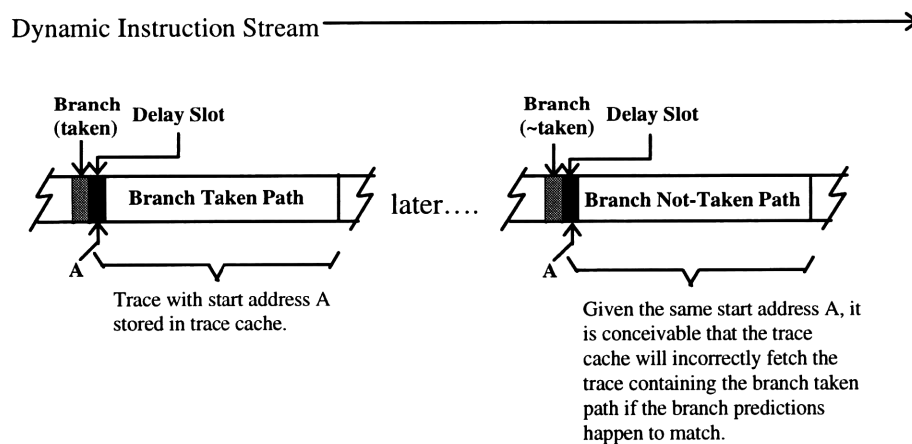 Dynamic Instruction Stream
Branch
(taken)
Delay Slot
Branch Taken Path
A
Trace with start address A
stored in trace cache.
later….
Branch
(~taken)
Delay Slot
Branch Not-Taken Path
A
Given the same start address A, it
is conceivable that the trace
cache will incorrectly fetch the
trace containing the branch taken
path if the branch predictions
happen to match.